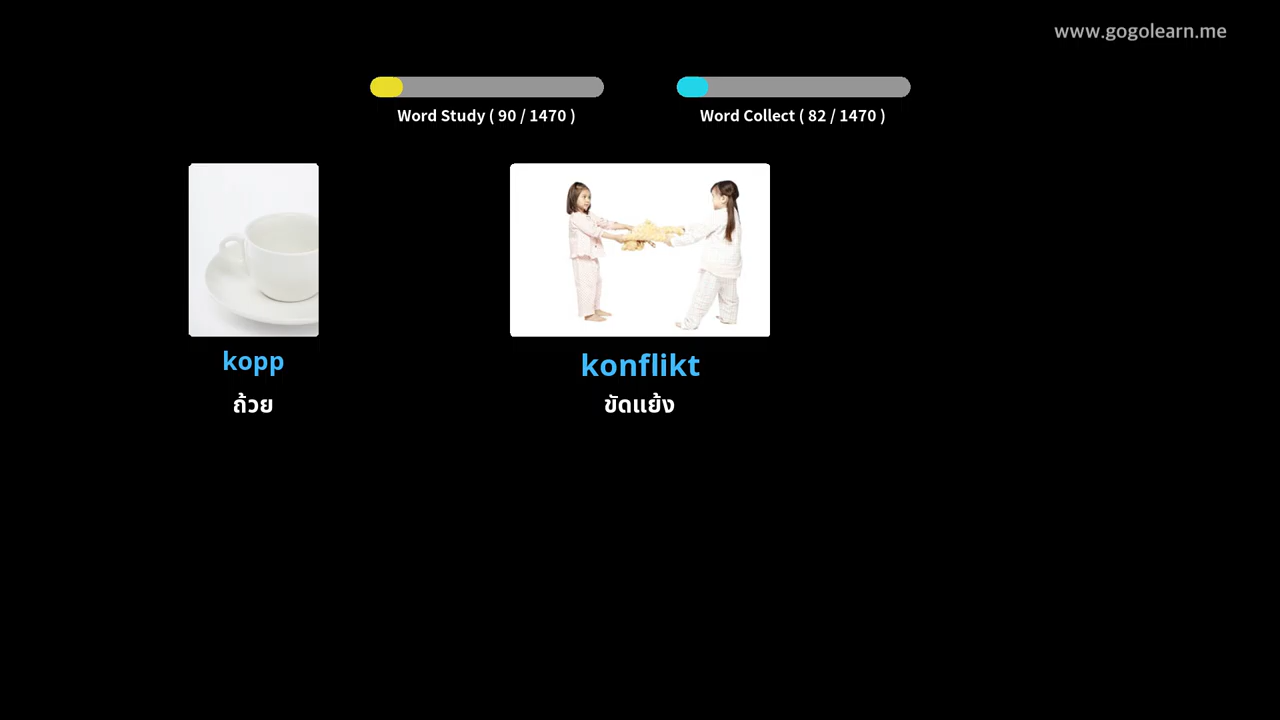 www.gogolearn.me
Word Study ( 90 / 1470 )
Word Collect ( 82 / 1470 )
kopp
ถ้วย
konflikt
ขัดแย้ง